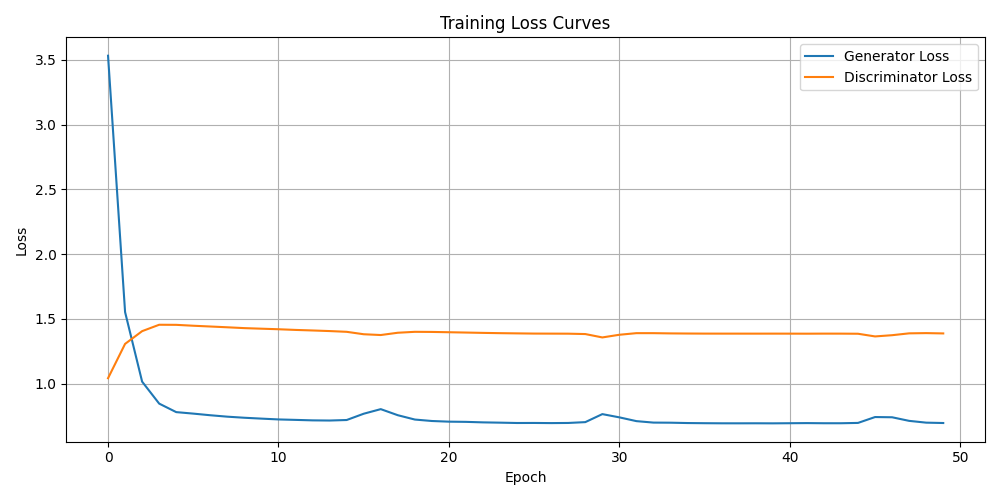 Training Loss Curves
Generator Loss
Discriminator Loss
Loss
3.5
3.0
2.5
2.0
1.5
1.0
0 10 20 30 40 50
Epoch